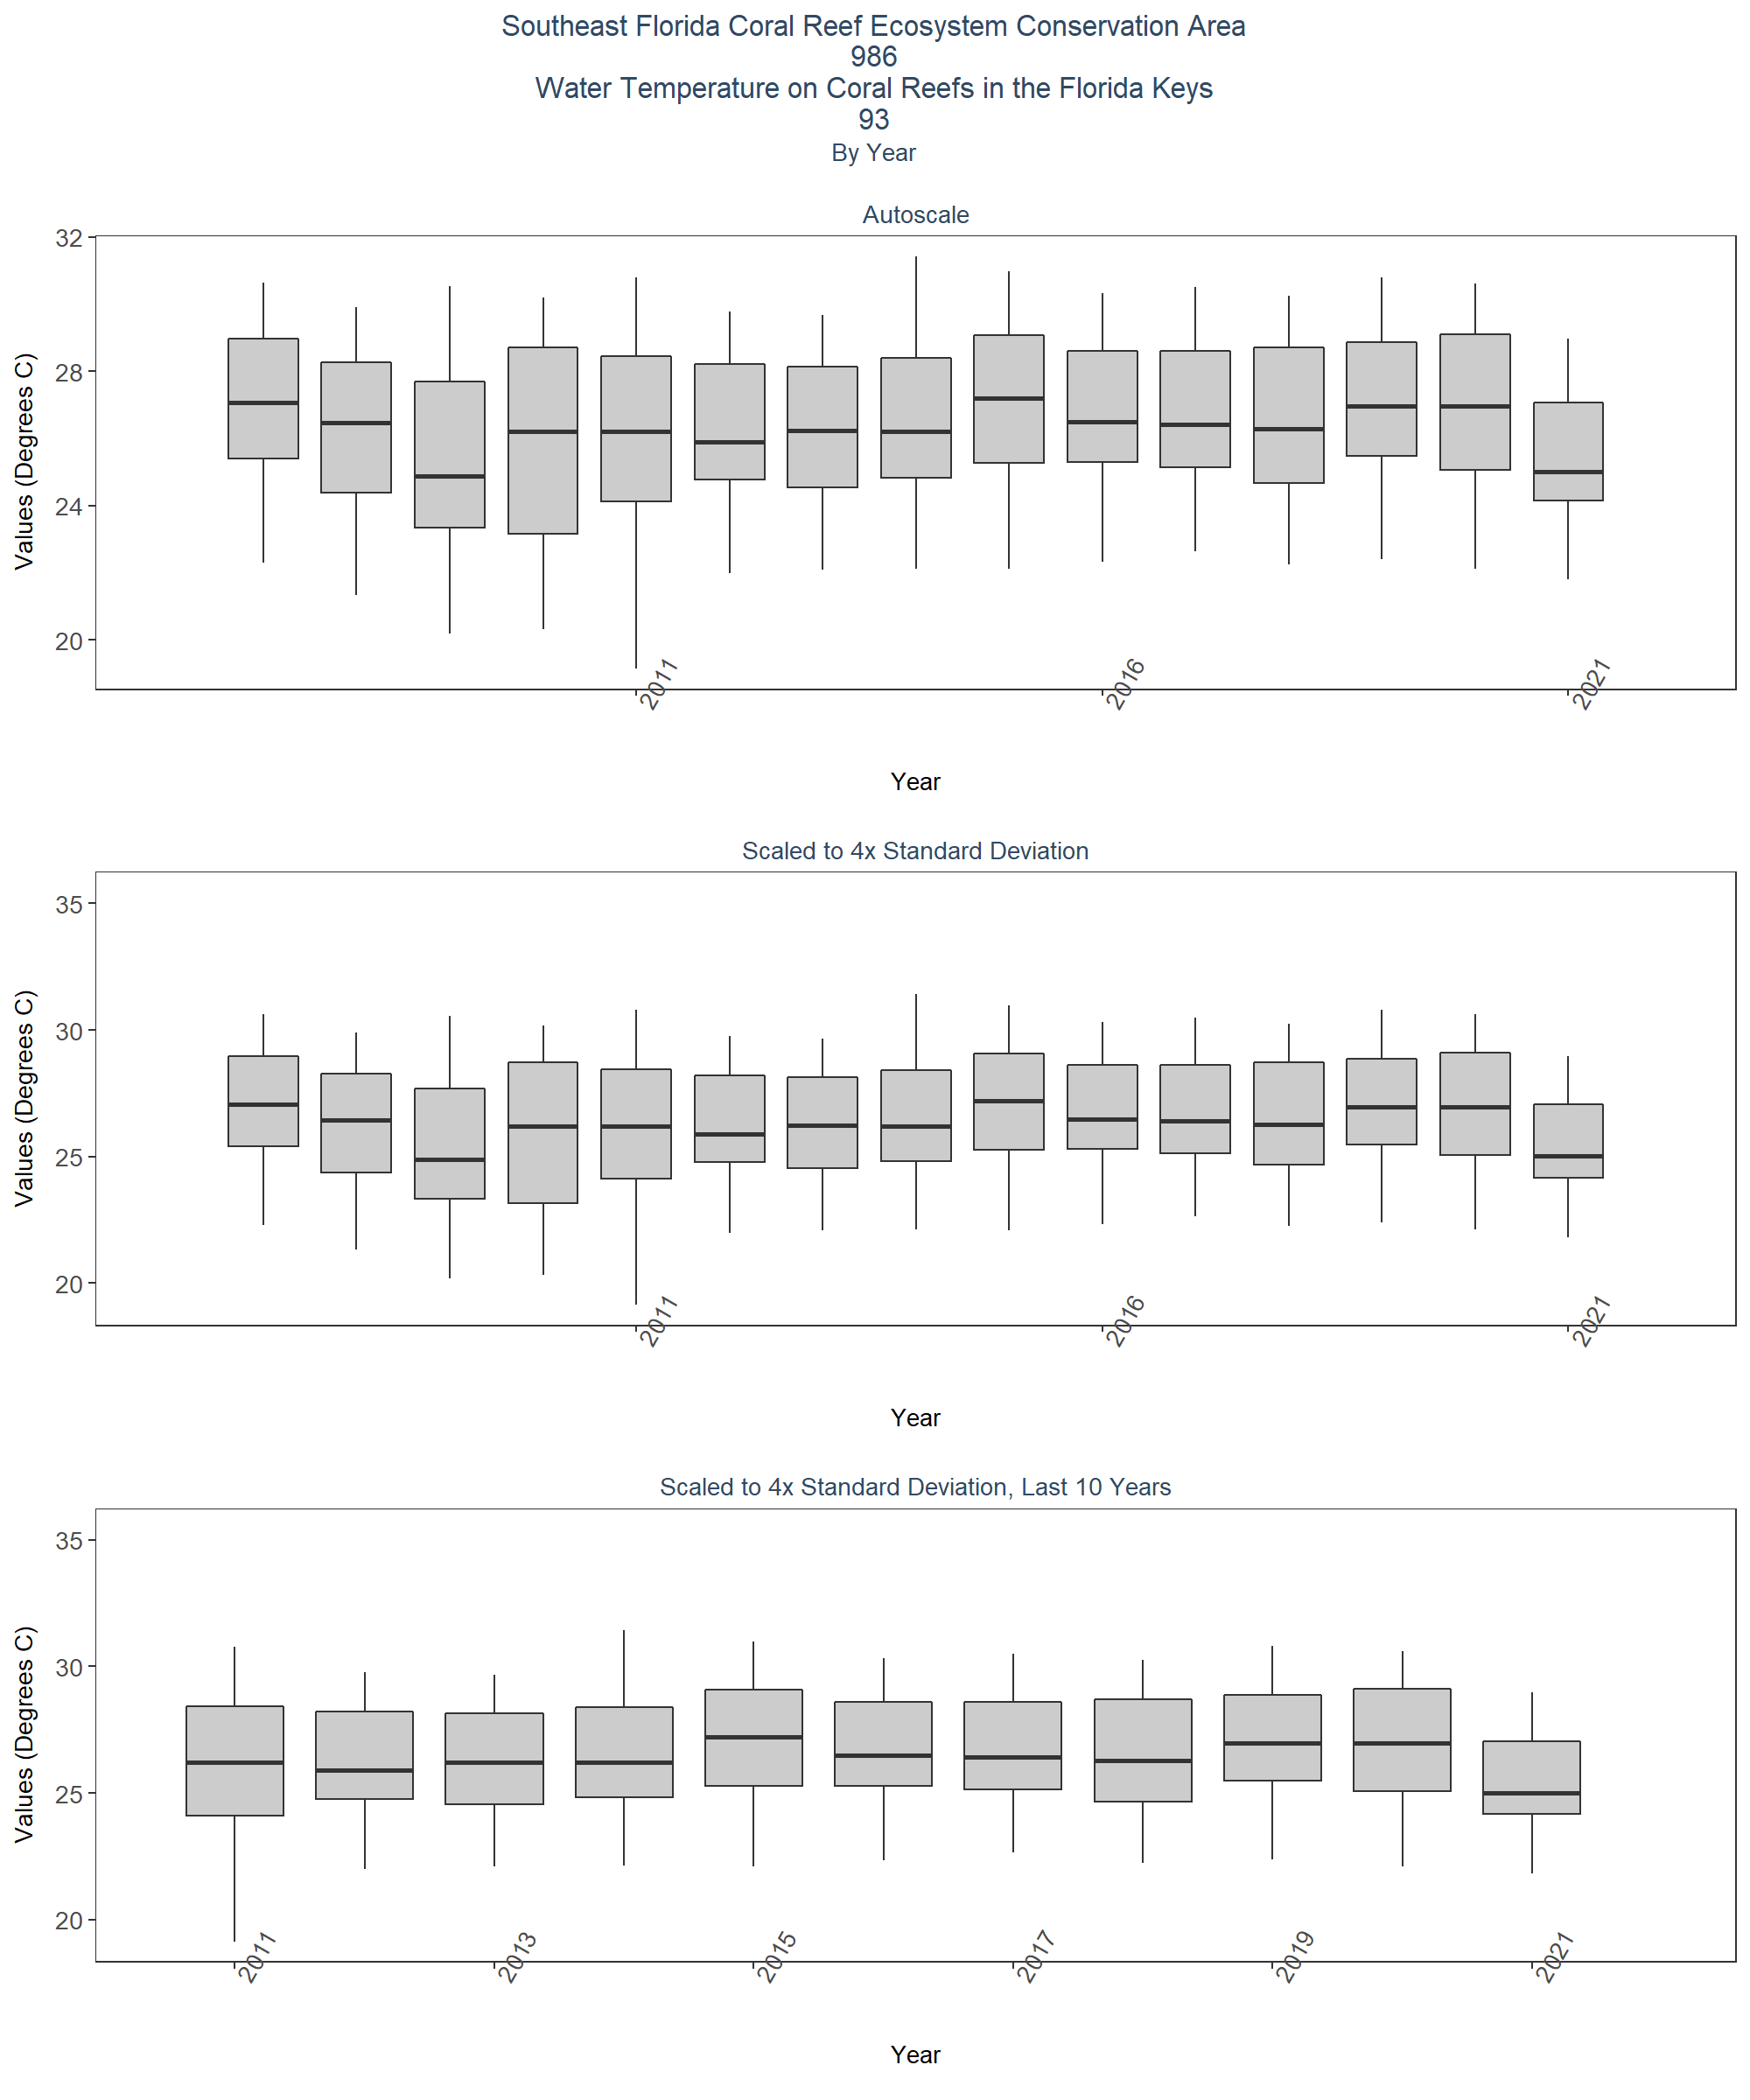 Southeast Florida Coral Reef Ecosystem Conservation Area
986
Water Temperature on Coral Reefs in the Florida Keys
93
By Year
Autoscale
Values (Degrees C)
32
28
24
20
2011
2016
2021
Year
Scaled to 4x Standard Deviation
Values (Degrees C)
35
30
25
20
2011
2016
2021
Year
Scaled to 4x Standard Deviation, Last 10 Years
Values (Degrees C)
35
30
25
20
2011
2013
2015
2017
2019
2021
Year